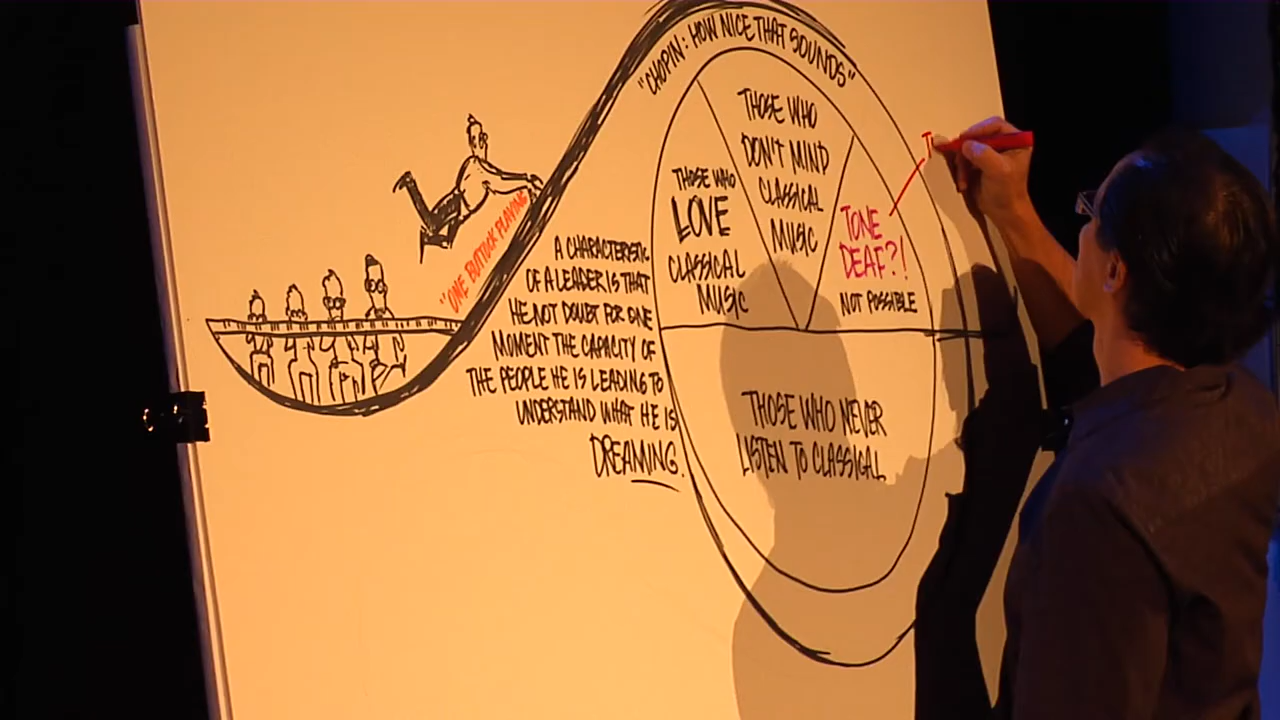 "CHOPIN: HOW NICE THAT SOUNDS"
THOSE WHO
DON'T MIND
CLASSICAL
MUSIC
THOSE WHO
LOVE
CLASSICAL
MUSIC
TONE
DEAF?!
NOT POSSIBLE
"ONE BUTTOCK PLAYING
A CHARACTERISTIC
OF A LEADER IS THAT
HE NOT DOUBT FOR ONE
MOMENT THE CAPACITY OF
THE PEOPLE HE IS LEADING TO
UNDERSTAND WHAT HE IS
DREAMING.
THOSE WHO NEVER
LISTEN TO CLASSICAL